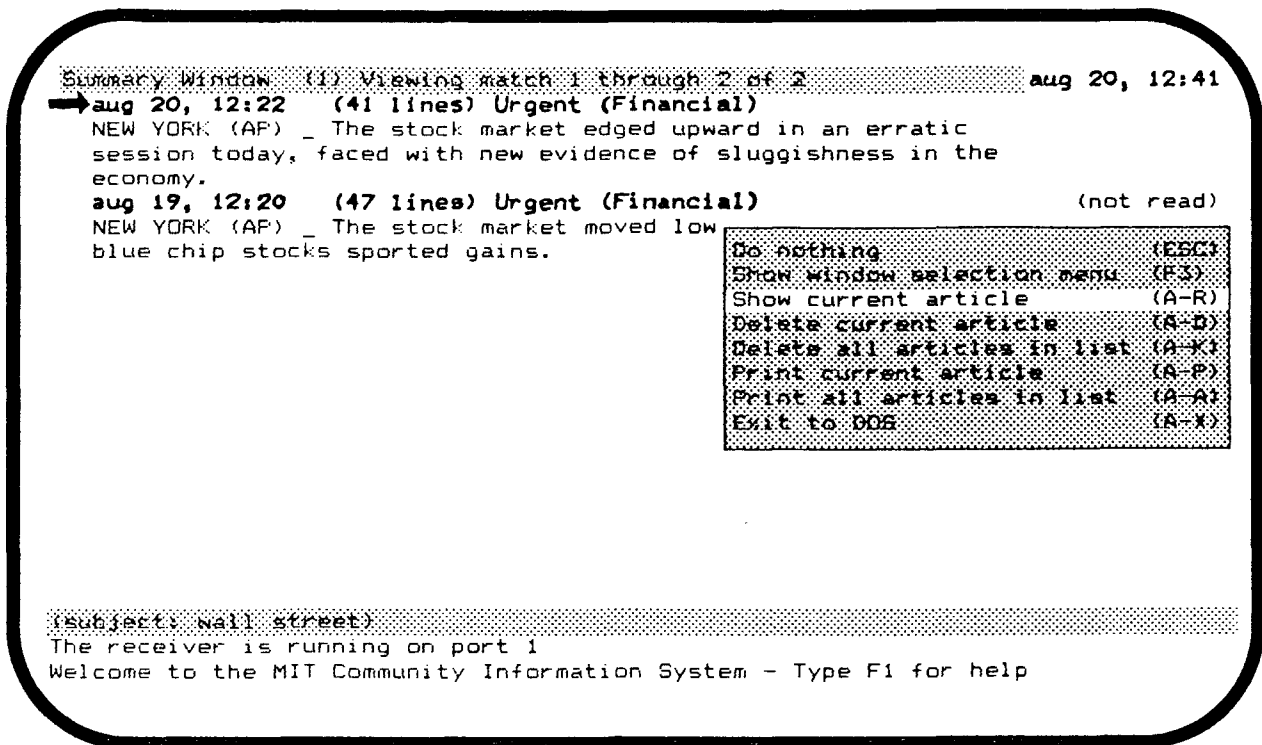 Summary Window (1) Viewing match 1 through 2 of 2 aug 20, 12:41
aug 20, 12:22 (41 lines) Urgent (Financial)
NEW YORK (AP) _ The stock market edged upward in an erratic
session today, faced with new evidence of sluggishness in the
economy.
aug 19, 12:20 (47 lines) Urgent (Financial) (not read)
NEW YORK (AP) _ The stock market moved low
blue chip stocks sported gains.
Do nothing (ESC)
Show window selection menu (F3)
Show current article (A-R)
Delete current article (A-D)
Delete all articles in list (A-K)
Print current article (A-P)
Print all articles in list (A-A)
Exit to DOS (A-X)
(subject: wall street)
The receiver is running on port 1
Welcome to the MIT Community Information System - Type F1 for help